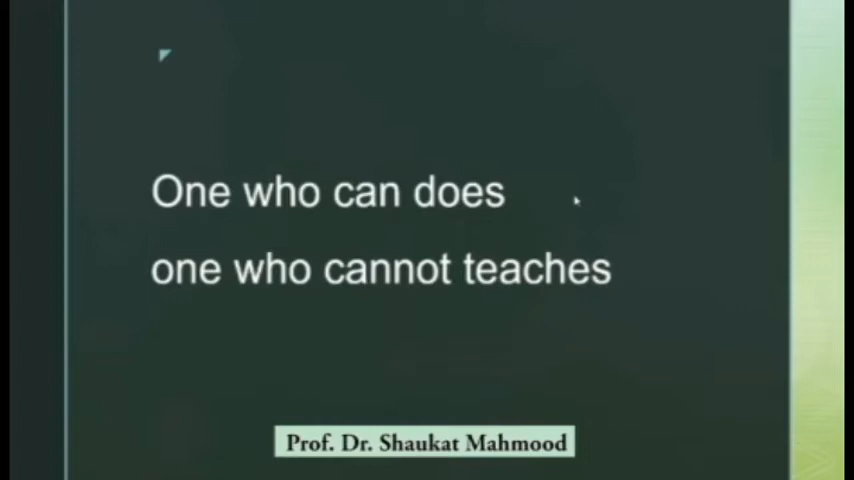 One who can does
one who cannot teaches
Prof. Dr. Shaukat Mahmood